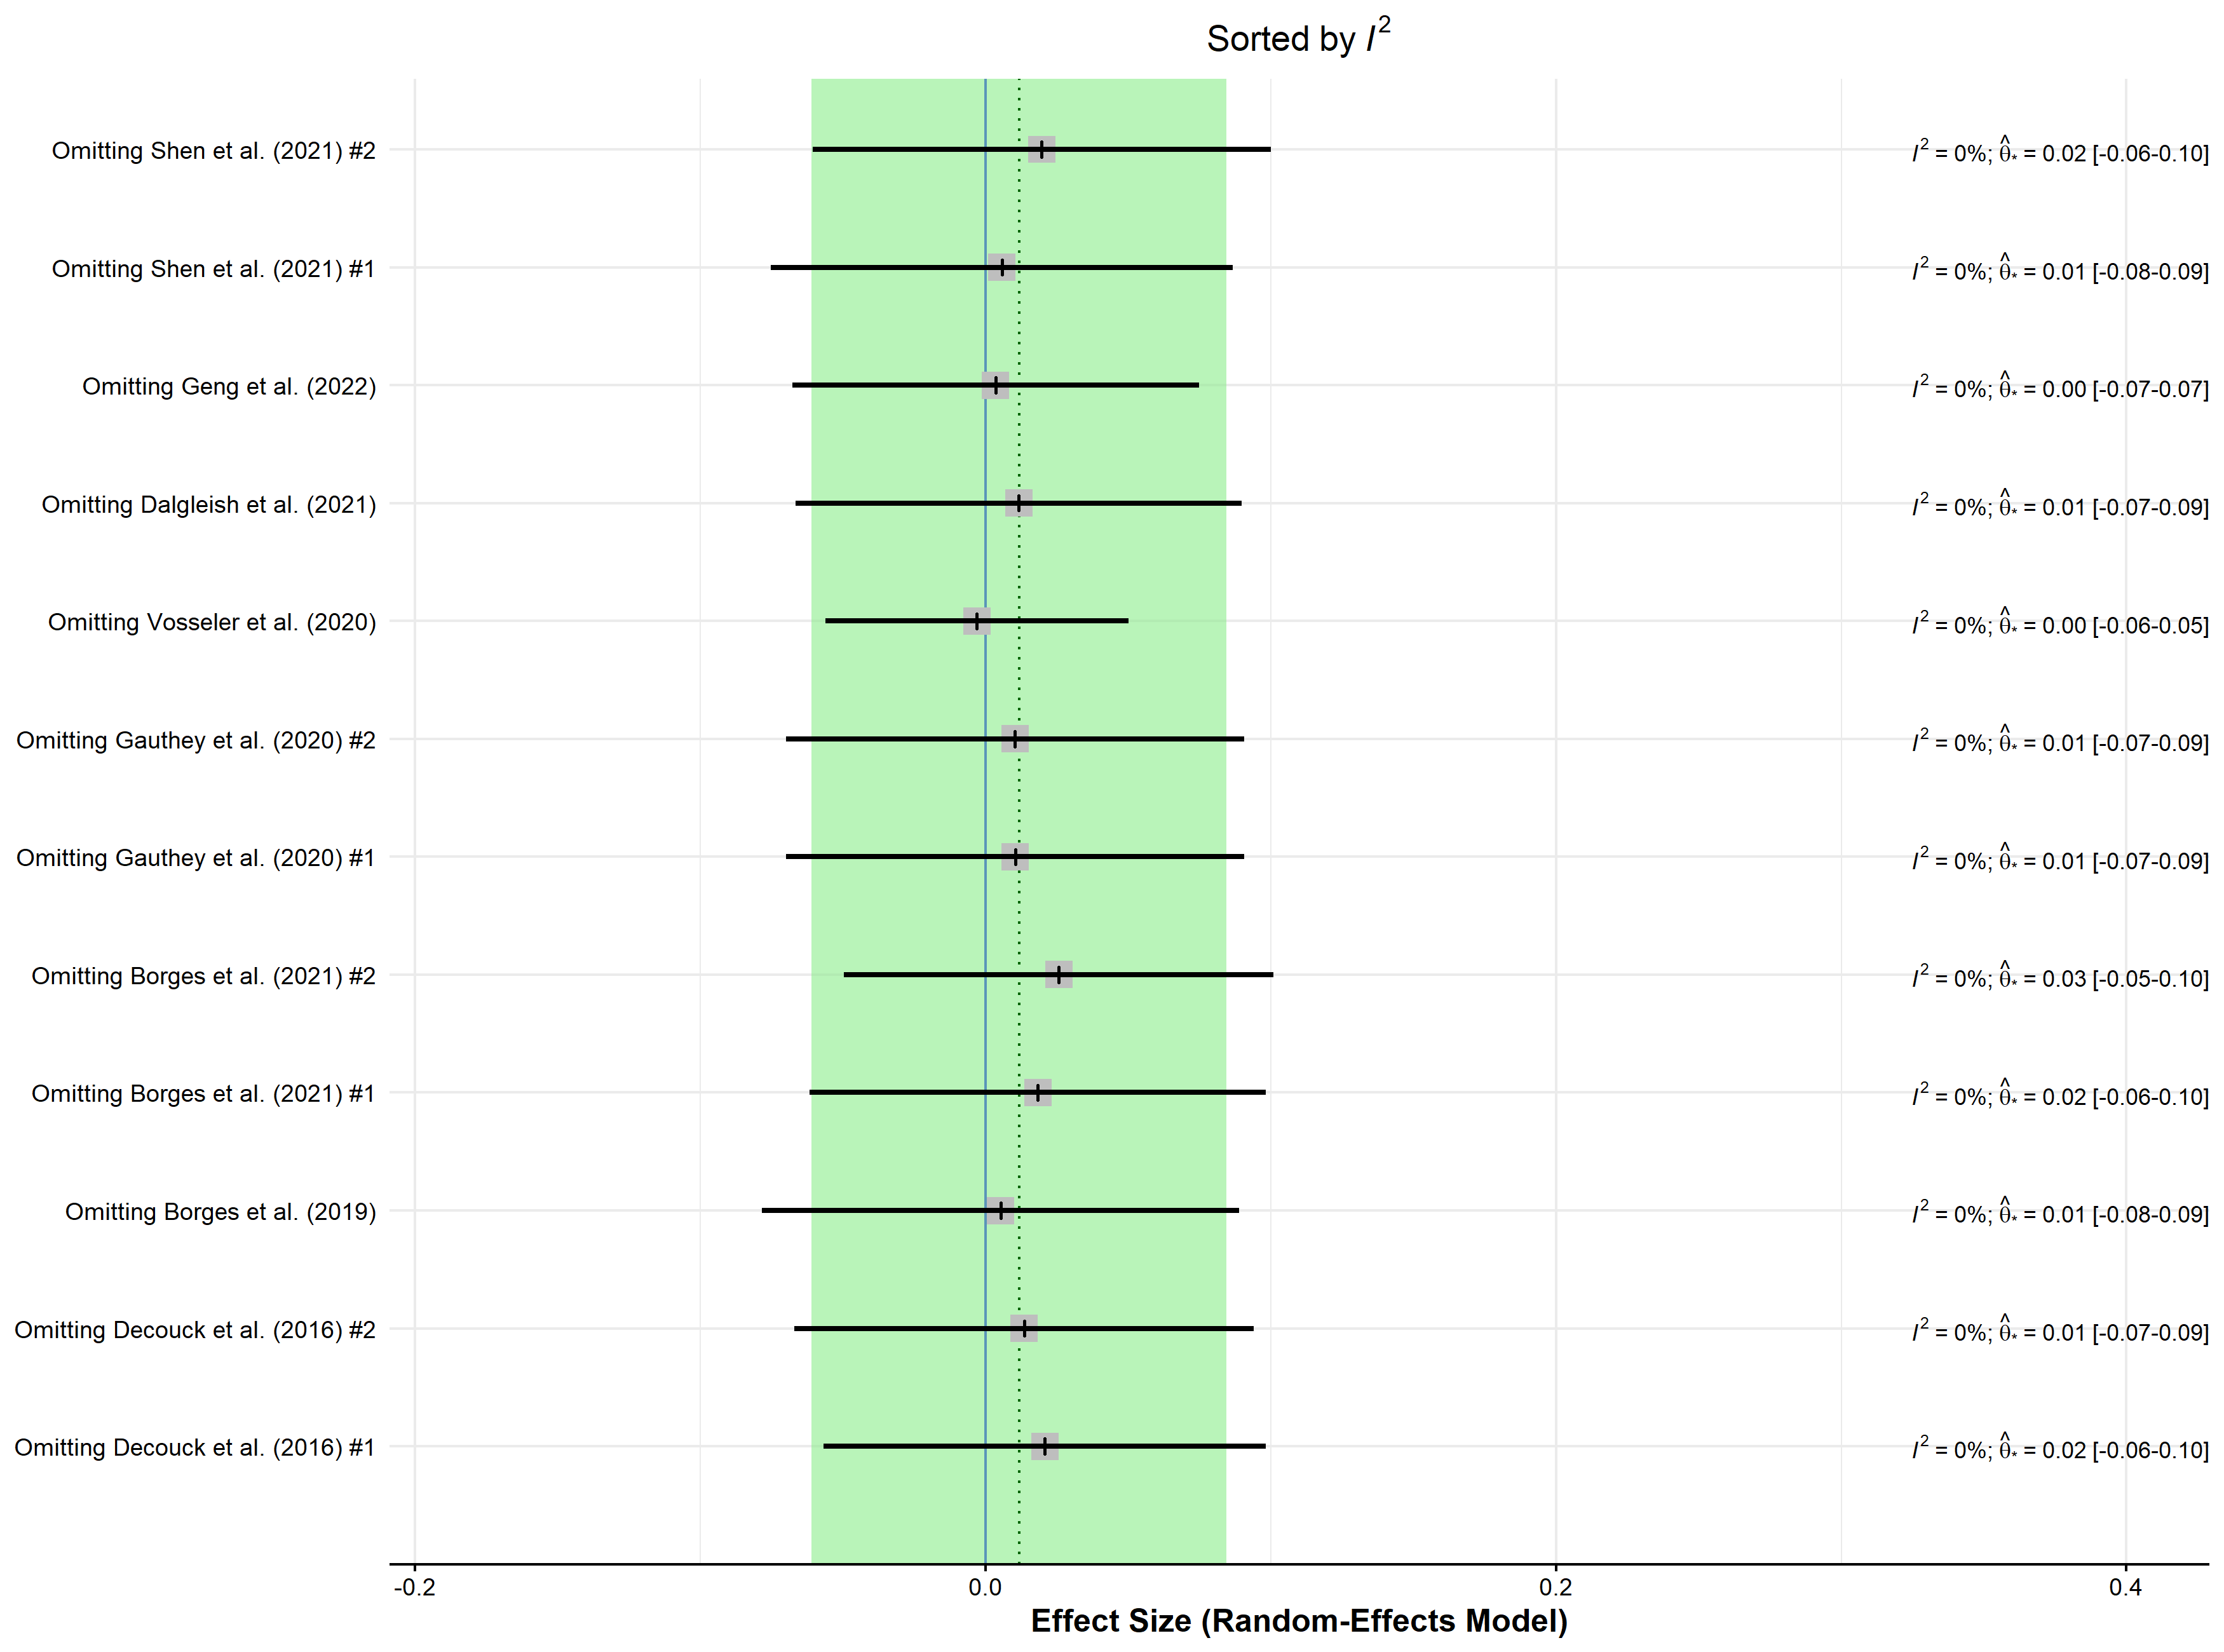 Sorted by I²
Omitting Shen et al. (2021) #2 I² = 0%; θ̂* = 0.02 [-0.06-0.10]
Omitting Shen et al. (2021) #1 I² = 0%; θ̂* = 0.01 [-0.08-0.09]
Omitting Geng et al. (2022) I² = 0%; θ̂* = 0.00 [-0.07-0.07]
Omitting Dalgleish et al. (2021) I² = 0%; θ̂* = 0.01 [-0.07-0.09]
Omitting Vosseler et al. (2020) I² = 0%; θ̂* = 0.00 [-0.06-0.05]
Omitting Gauthey et al. (2020) #2 I² = 0%; θ̂* = 0.01 [-0.07-0.09]
Omitting Gauthey et al. (2020) #1 I² = 0%; θ̂* = 0.01 [-0.07-0.09]
Omitting Borges et al. (2021) #2 I² = 0%; θ̂* = 0.03 [-0.05-0.10]
Omitting Borges et al. (2021) #1 I² = 0%; θ̂* = 0.02 [-0.06-0.10]
Omitting Borges et al. (2019) I² = 0%; θ̂* = 0.01 [-0.08-0.09]
Omitting Decouck et al. (2016) #2 I² = 0%; θ̂* = 0.01 [-0.07-0.09]
Omitting Decouck et al. (2016) #1 I² = 0%; θ̂* = 0.02 [-0.06-0.10]
-0.2 0.0 0.2 0.4
Effect Size (Random-Effects Model)